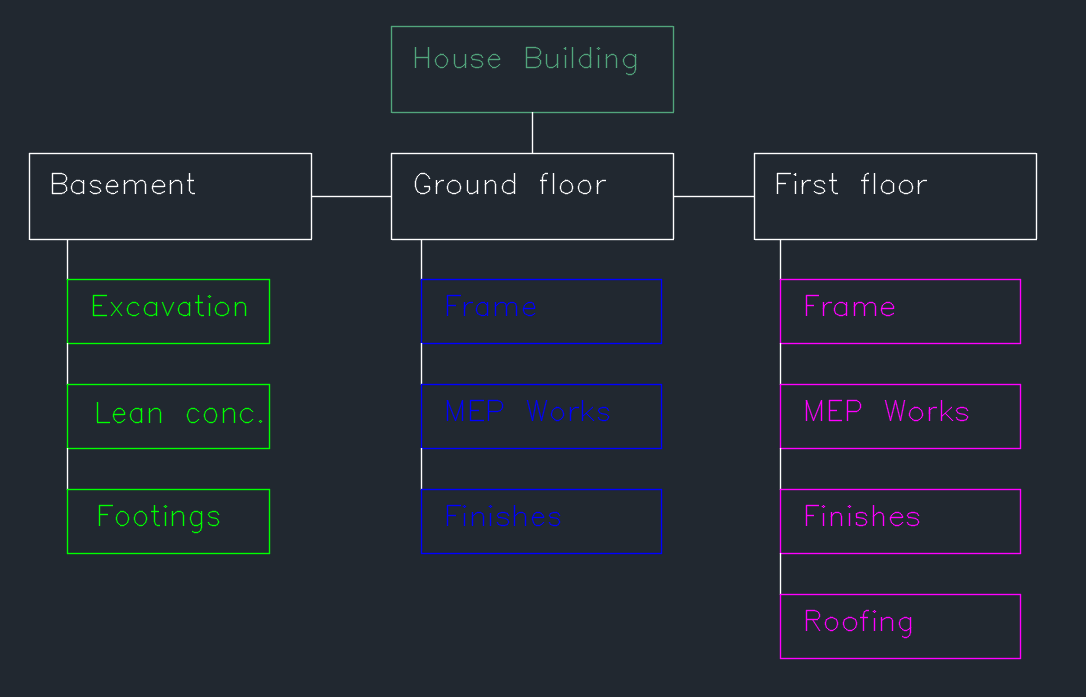 House Building
Basement
Ground floor
First floor
Excavation
Frame
Frame
Lean conc.
MEP Works
MEP Works
Footings
Finishes
Finishes
Roofing